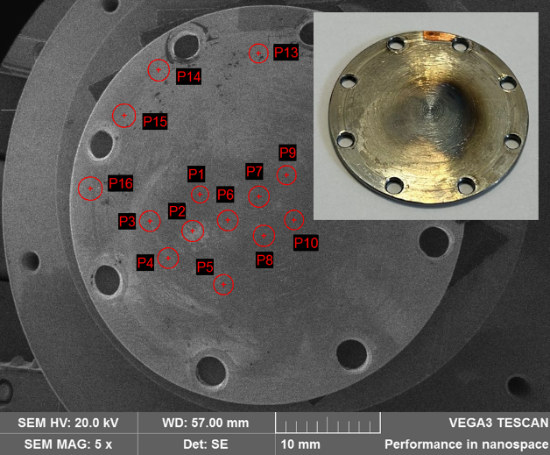 P13
P14
P15
P9
P1
P7
P16
P6
P2
P3
P10
P8
P4
P5
SEM HV: 20.0 kV
WD: 57.00 mm
VEGA3 TESCAN
SEM MAG: 5 x
Det: SE
10 mm
Performance in nanospace